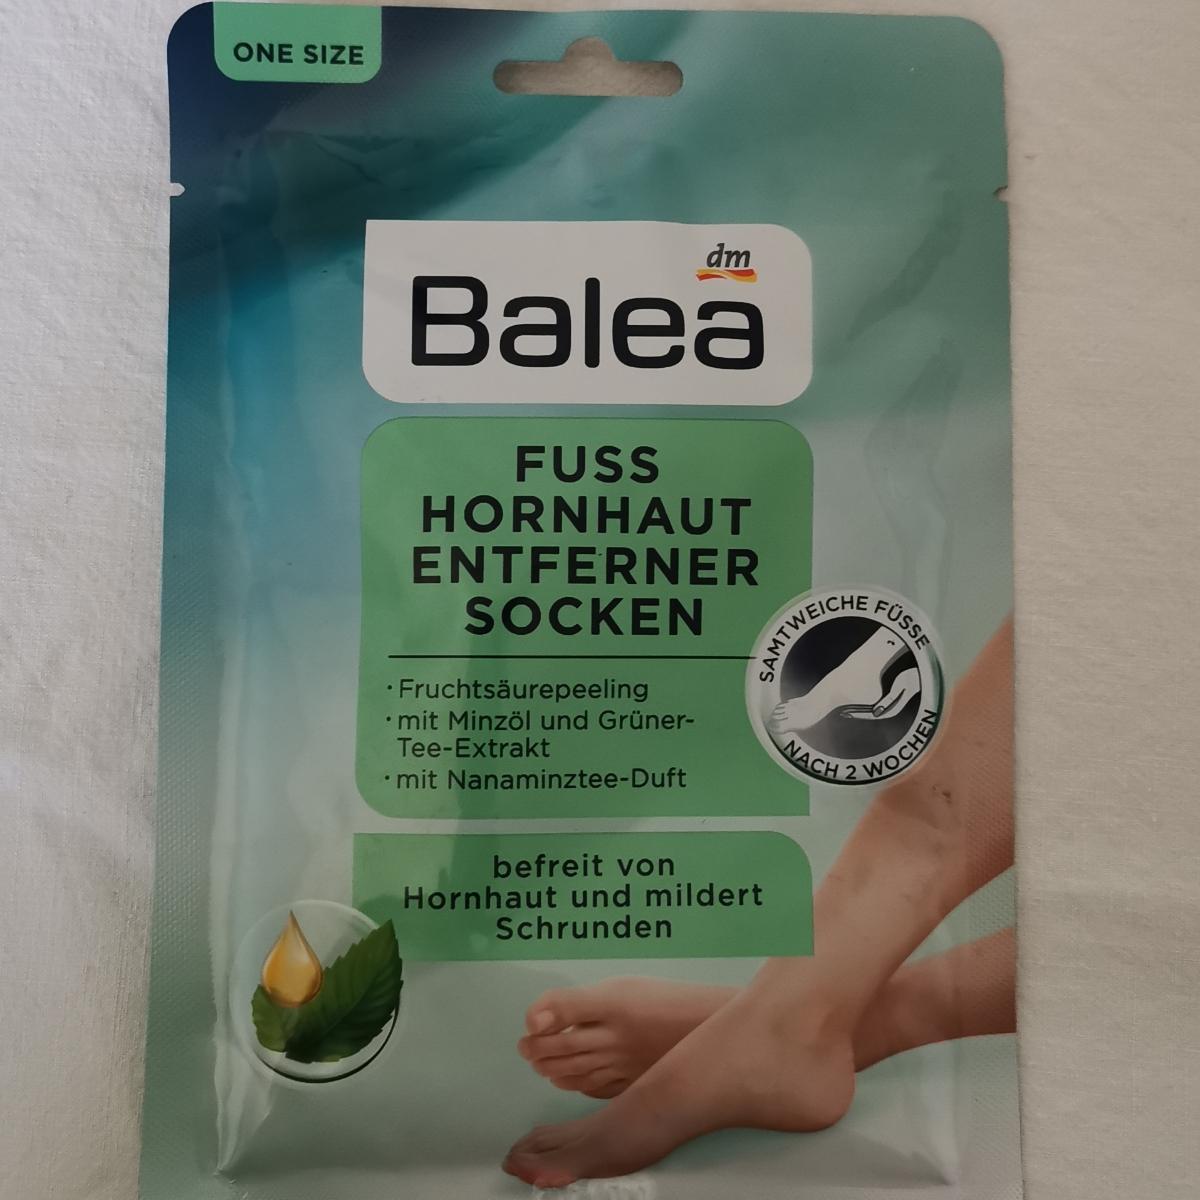 ONE SIZE
dm
Balea
FUSS
HORNHAUT
ENTFERNER
SOCKEN
· Fruchtsäurepeeling
· mit Minzöl und Grüner-
Tee-Extrakt
· mit Nanaminztee-Duft
SAMTWEICHE FÜSSE
NACH 2 WOCHEN
befreit von
Hornhaut und mildert
Schrunden